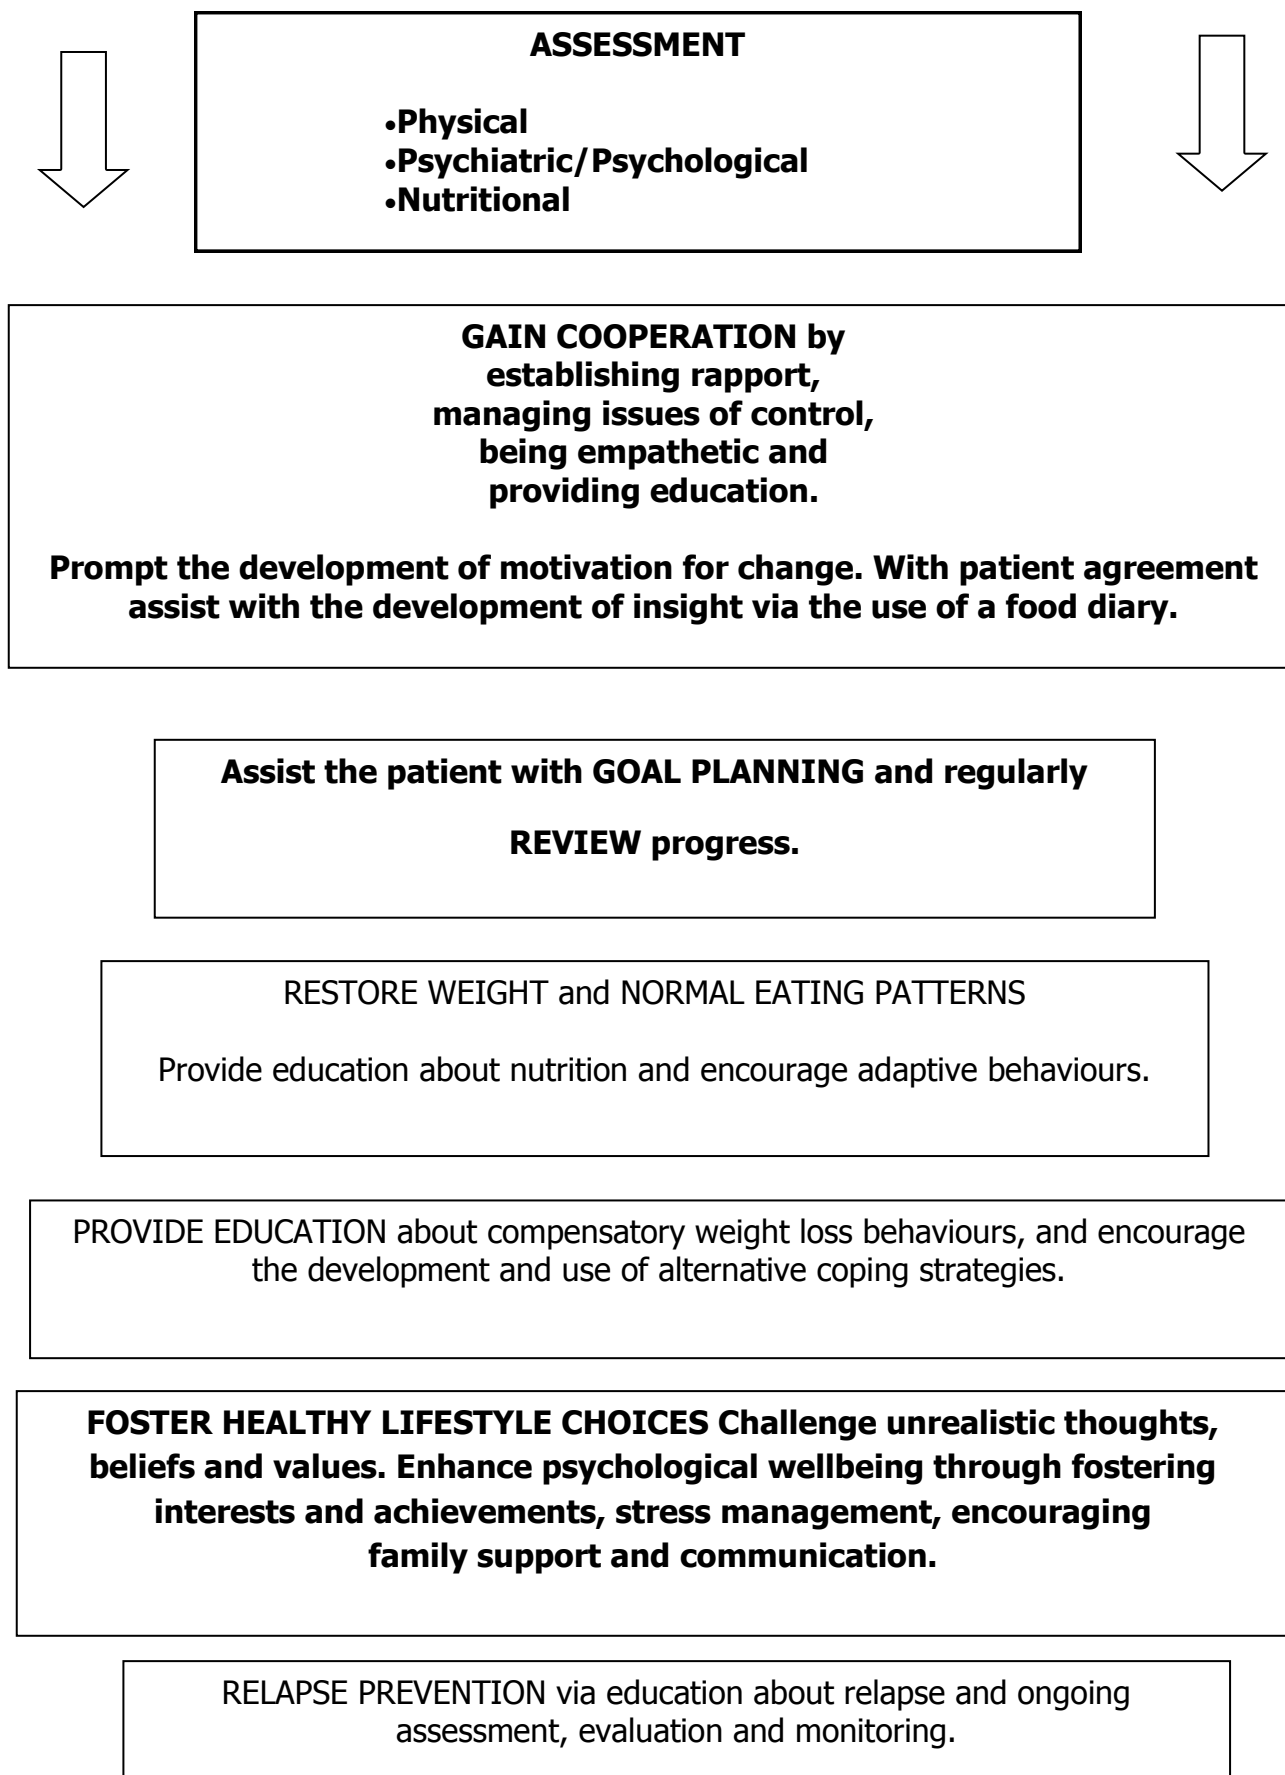 ASSESSMENT
•Physical
•Psychiatric/Psychological
•Nutritional
GAIN COOPERATION by
establishing rapport,
managing issues of control,
being empathetic and
providing education.
Prompt the development of motivation for change. With patient agreement
assist with the development of insight via the use of a food diary.
Assist the patient with GOAL PLANNING and regularly
REVIEW progress.
RESTORE WEIGHT and NORMAL EATING PATTERNS
Provide education about nutrition and encourage adaptive behaviours.
PROVIDE EDUCATION about compensatory weight loss behaviours, and encourage
the development and use of alternative coping strategies.
FOSTER HEALTHY LIFESTYLE CHOICES Challenge unrealistic thoughts,
beliefs and values. Enhance psychological wellbeing through fostering
interests and achievements, stress management, encouraging
family support and communication.
RELAPSE PREVENTION via education about relapse and ongoing
assessment, evaluation and monitoring.